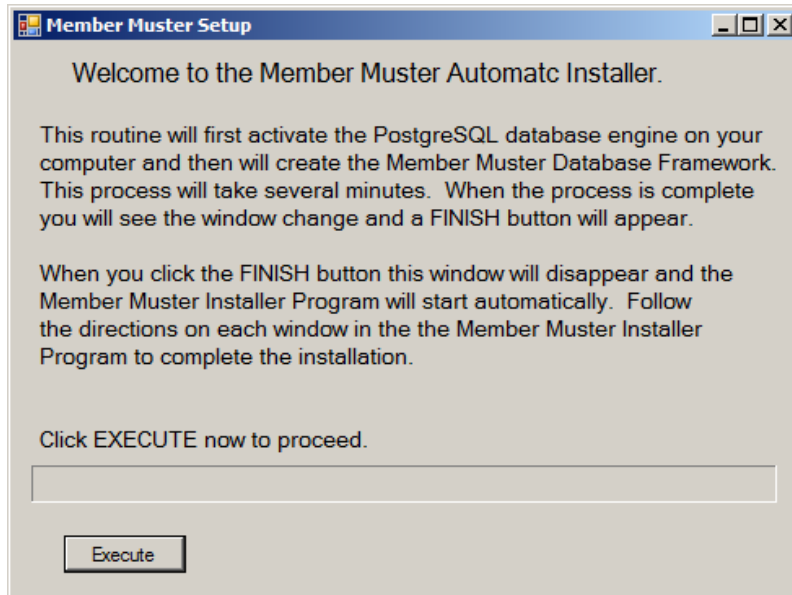 Member Muster Setup
Welcome to the Member Muster Automatc Installer.
This routine will first activate the PostgreSQL database engine on your
computer and then will create the Member Muster Database Framework.
This process will take several minutes.  When the process is complete
you will see the window change and a FINISH button will appear.
When you click the FINISH button this window will disappear and the
Member Muster Installer Program will start automatically.  Follow
the directions on each window in the the Member Muster Installer
Program to complete the installation.
Click EXECUTE now to proceed.
Execute